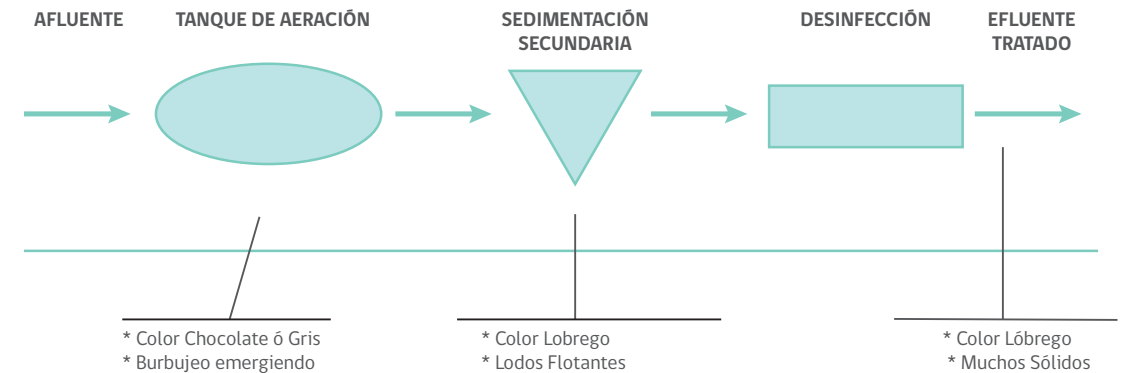 AFLUENTE
TANQUE DE AERACIÓN
SEDIMENTACIÓN
SECUNDARIA
DESINFECCIÓN
EFLUENTE
TRATADO
* Color Chocolate ó Gris
* Burbujeo emergiendo
* Color Lobrego
* Lodos Flotantes
* Color Lóbrego
* Muchos Sólidos